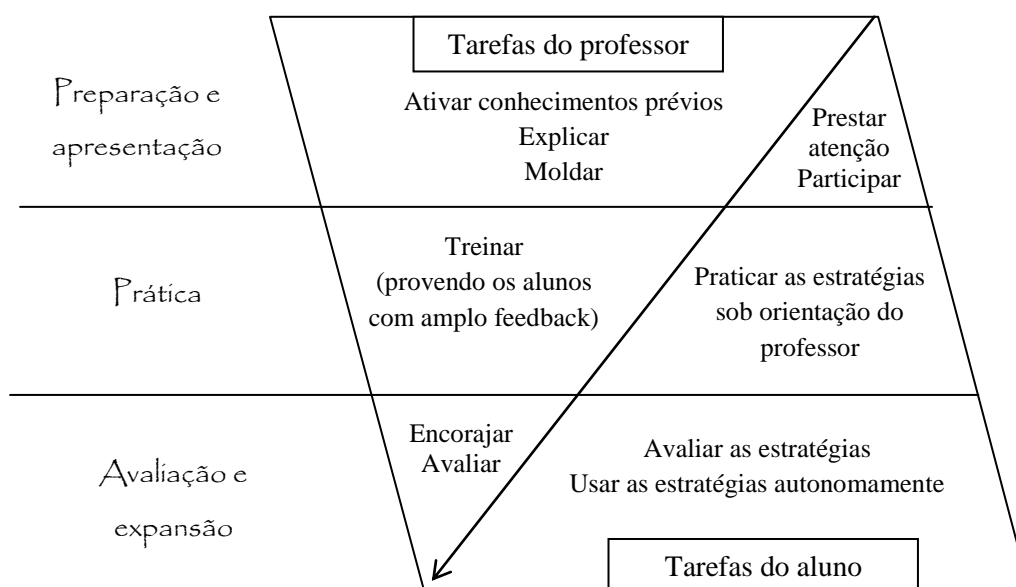 Tarefas do professor
Preparação e
apresentação
Ativar conhecimentos prévios
Explicar
Moldar
Prestar
atenção
Participar
Prática
Treinar
(provendo os alunos
com amplo feedback)
Praticar as estratégias
sob orientação do
professor
Avaliação e
expansão
Encorajar
Avaliar
Avaliar as estratégias
Usar as estratégias autonomamente
Tarefas do aluno